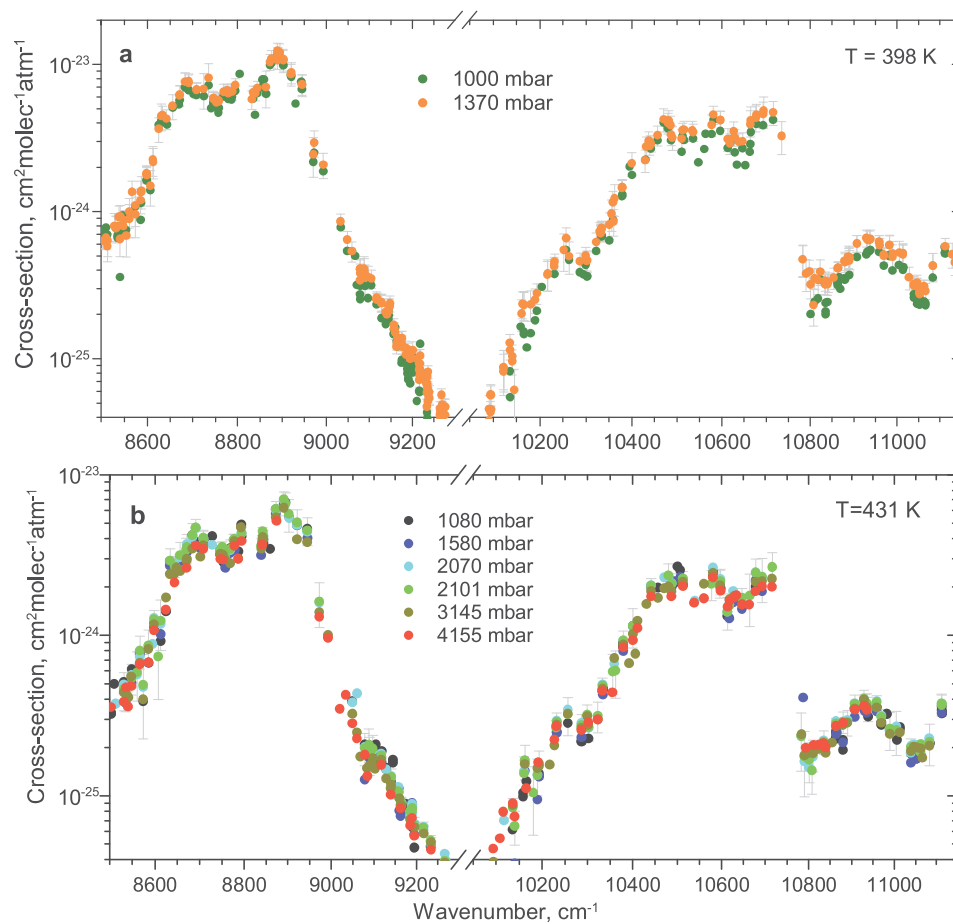 a
T = 398 K
1000 mbar
1370 mbar
Cross-section, cm²molec⁻¹atm⁻¹
10⁻²³
10⁻²⁴
10⁻²⁵
8600 8800 9000 9200 10200 10400 10600 10800 11000
b
T=431 K
1080 mbar
1580 mbar
2070 mbar
2101 mbar
3145 mbar
4155 mbar
Cross-section, cm²molec⁻¹atm⁻¹
10⁻²³
10⁻²⁴
10⁻²⁵
8600 8800 9000 9200 10200 10400 10600 10800 11000
Wavenumber, cm⁻¹